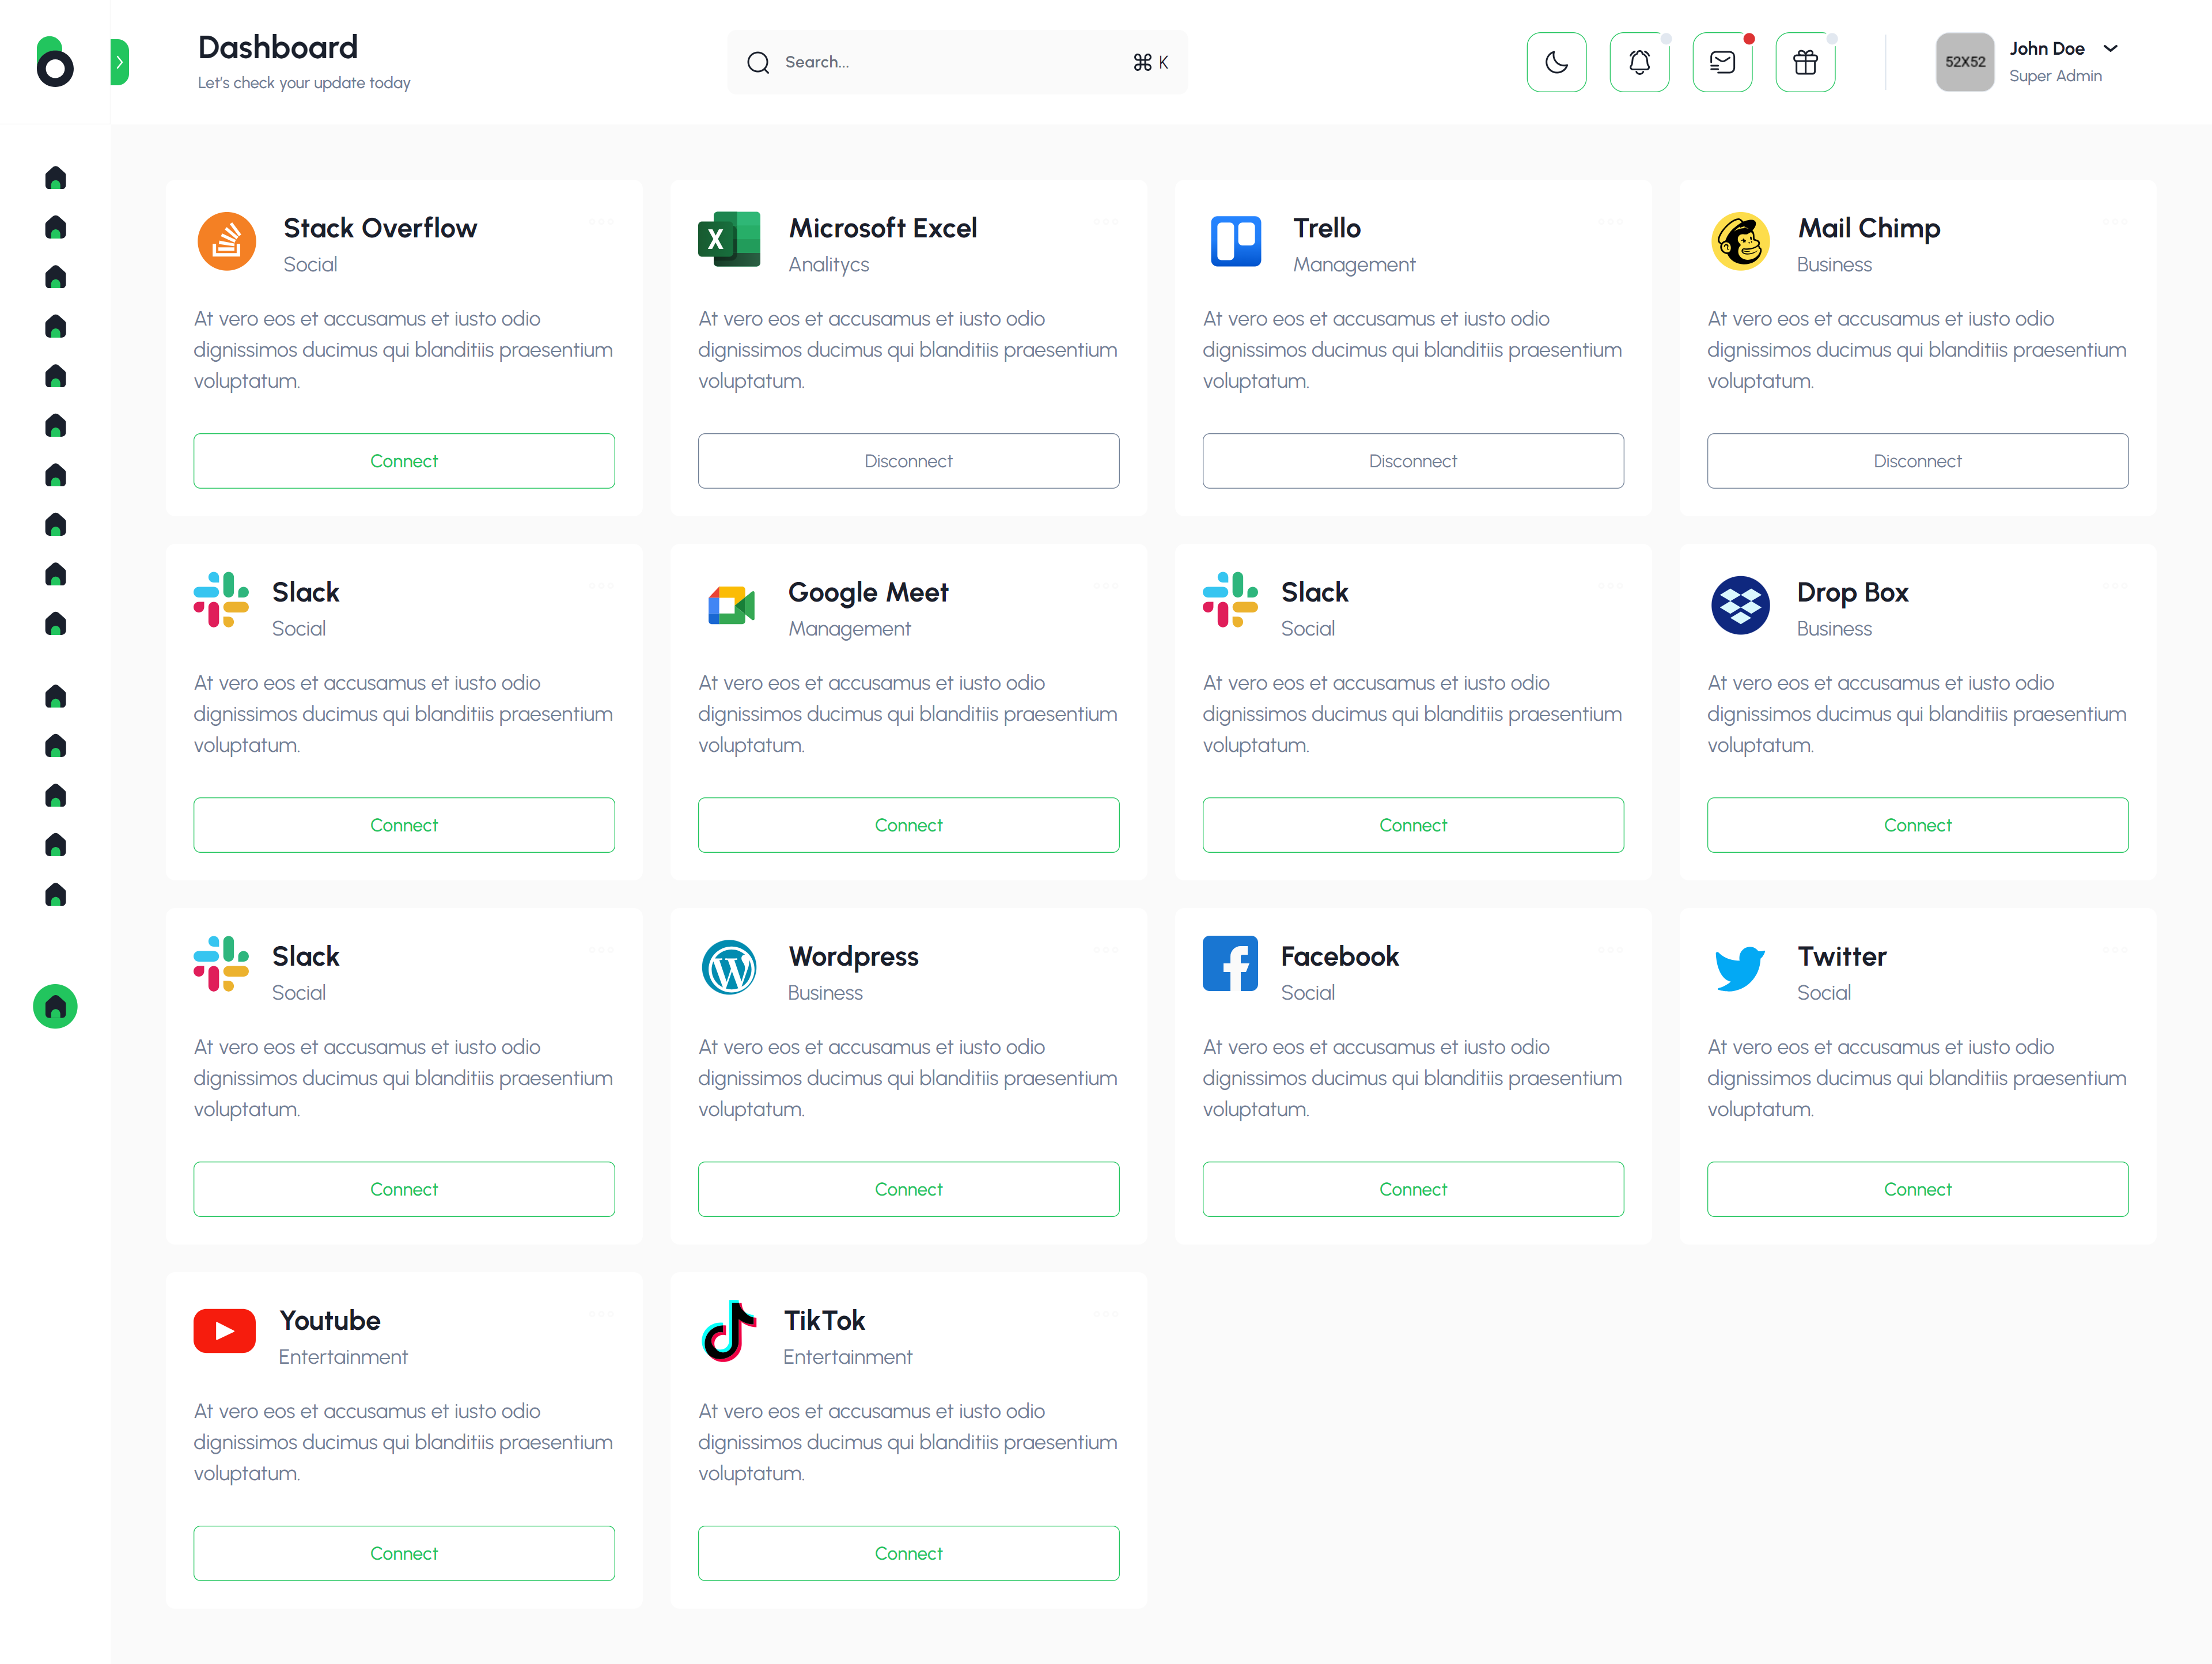 Dashboard
Let's check your update today
Search...
⌘ K
52X52
John Doe
Super Admin
Stack Overflow
Social
At vero eos et accusamus et iusto odio
dignissimos ducimus qui blanditiis praesentium
voluptatum.
Connect
Microsoft Excel
Analitycs
At vero eos et accusamus et iusto odio
dignissimos ducimus qui blanditiis praesentium
voluptatum.
Disconnect
Trello
Management
At vero eos et accusamus et iusto odio
dignissimos ducimus qui blanditiis praesentium
voluptatum.
Disconnect
Mail Chimp
Business
At vero eos et accusamus et iusto odio
dignissimos ducimus qui blanditiis praesentium
voluptatum.
Disconnect
Slack
Social
At vero eos et accusamus et iusto odio
dignissimos ducimus qui blanditiis praesentium
voluptatum.
Connect
Google Meet
Management
At vero eos et accusamus et iusto odio
dignissimos ducimus qui blanditiis praesentium
voluptatum.
Connect
Slack
Social
At vero eos et accusamus et iusto odio
dignissimos ducimus qui blanditiis praesentium
voluptatum.
Connect
Drop Box
Business
At vero eos et accusamus et iusto odio
dignissimos ducimus qui blanditiis praesentium
voluptatum.
Connect
Slack
Social
At vero eos et accusamus et iusto odio
dignissimos ducimus qui blanditiis praesentium
voluptatum.
Connect
Wordpress
Business
At vero eos et accusamus et iusto odio
dignissimos ducimus qui blanditiis praesentium
voluptatum.
Connect
Facebook
Social
At vero eos et accusamus et iusto odio
dignissimos ducimus qui blanditiis praesentium
voluptatum.
Connect
Twitter
Social
At vero eos et accusamus et iusto odio
dignissimos ducimus qui blanditiis praesentium
voluptatum.
Connect
Youtube
Entertainment
At vero eos et accusamus et iusto odio
dignissimos ducimus qui blanditiis praesentium
voluptatum.
Connect
TikTok
Entertainment
At vero eos et accusamus et iusto odio
dignissimos ducimus qui blanditiis praesentium
voluptatum.
Connect